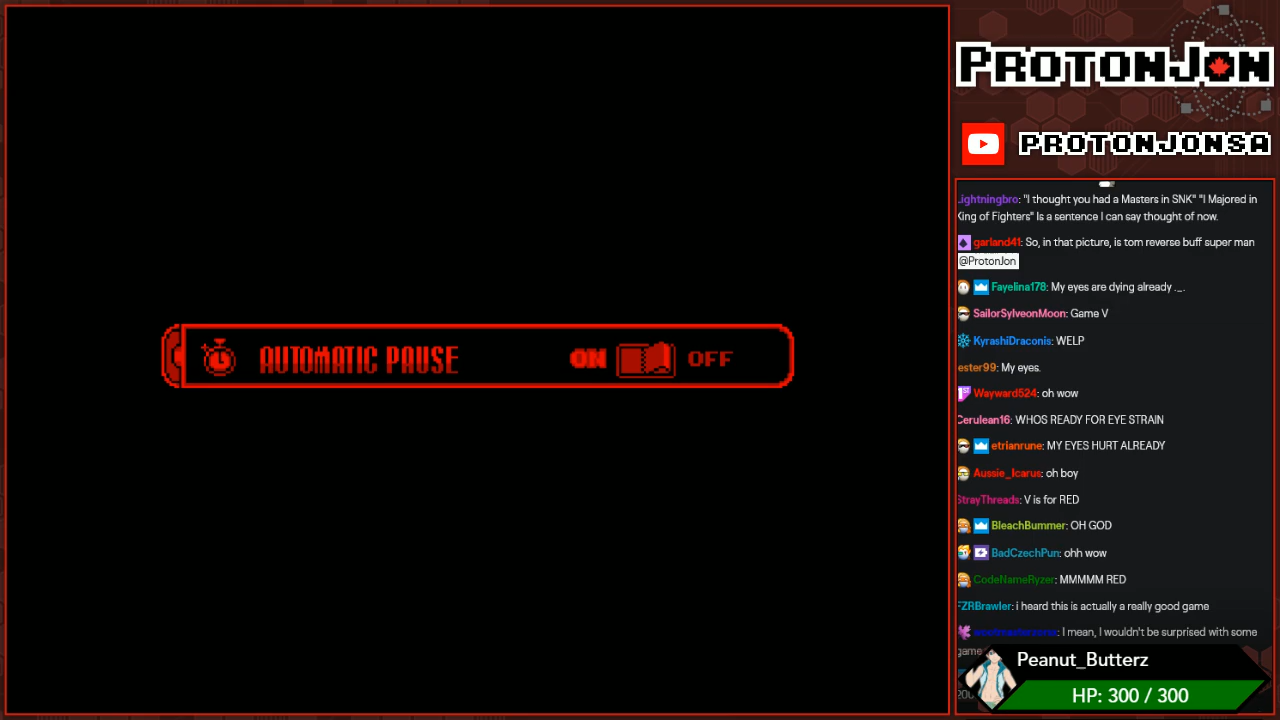 PROTONJON
PROTONJONSA
AUTOMATIC PAUSE ON OFF
Lightningbro: "I thought you had a Masters in SNK" "I Majored in
King of Fighters" Is a sentence I can say thought of now.
garland41: So, in that picture, is tom reverse buff super man
@ProtonJon
Fayelina178: My eyes are dying already ._.
SailorSylveonMoon: Game V
KyrashiDraconis: WELP
ester99: My eyes.
Wayward524: oh wow
Cerulean16: WHOS READY FOR EYE STRAIN
etrianrune: MY EYES HURT ALREADY
Aussie_Icarus: oh boy
StrayThreads: V is for RED
BleachBummer: OH GOD
BadCzechPun: ohh wow
CodeNameRyzer: MMMMM RED
FZRBrawler: i heard this is actually a really good game
: I mean, I wouldn't be surprised with some
game
Peanut_Butterz
HP: 300 / 300